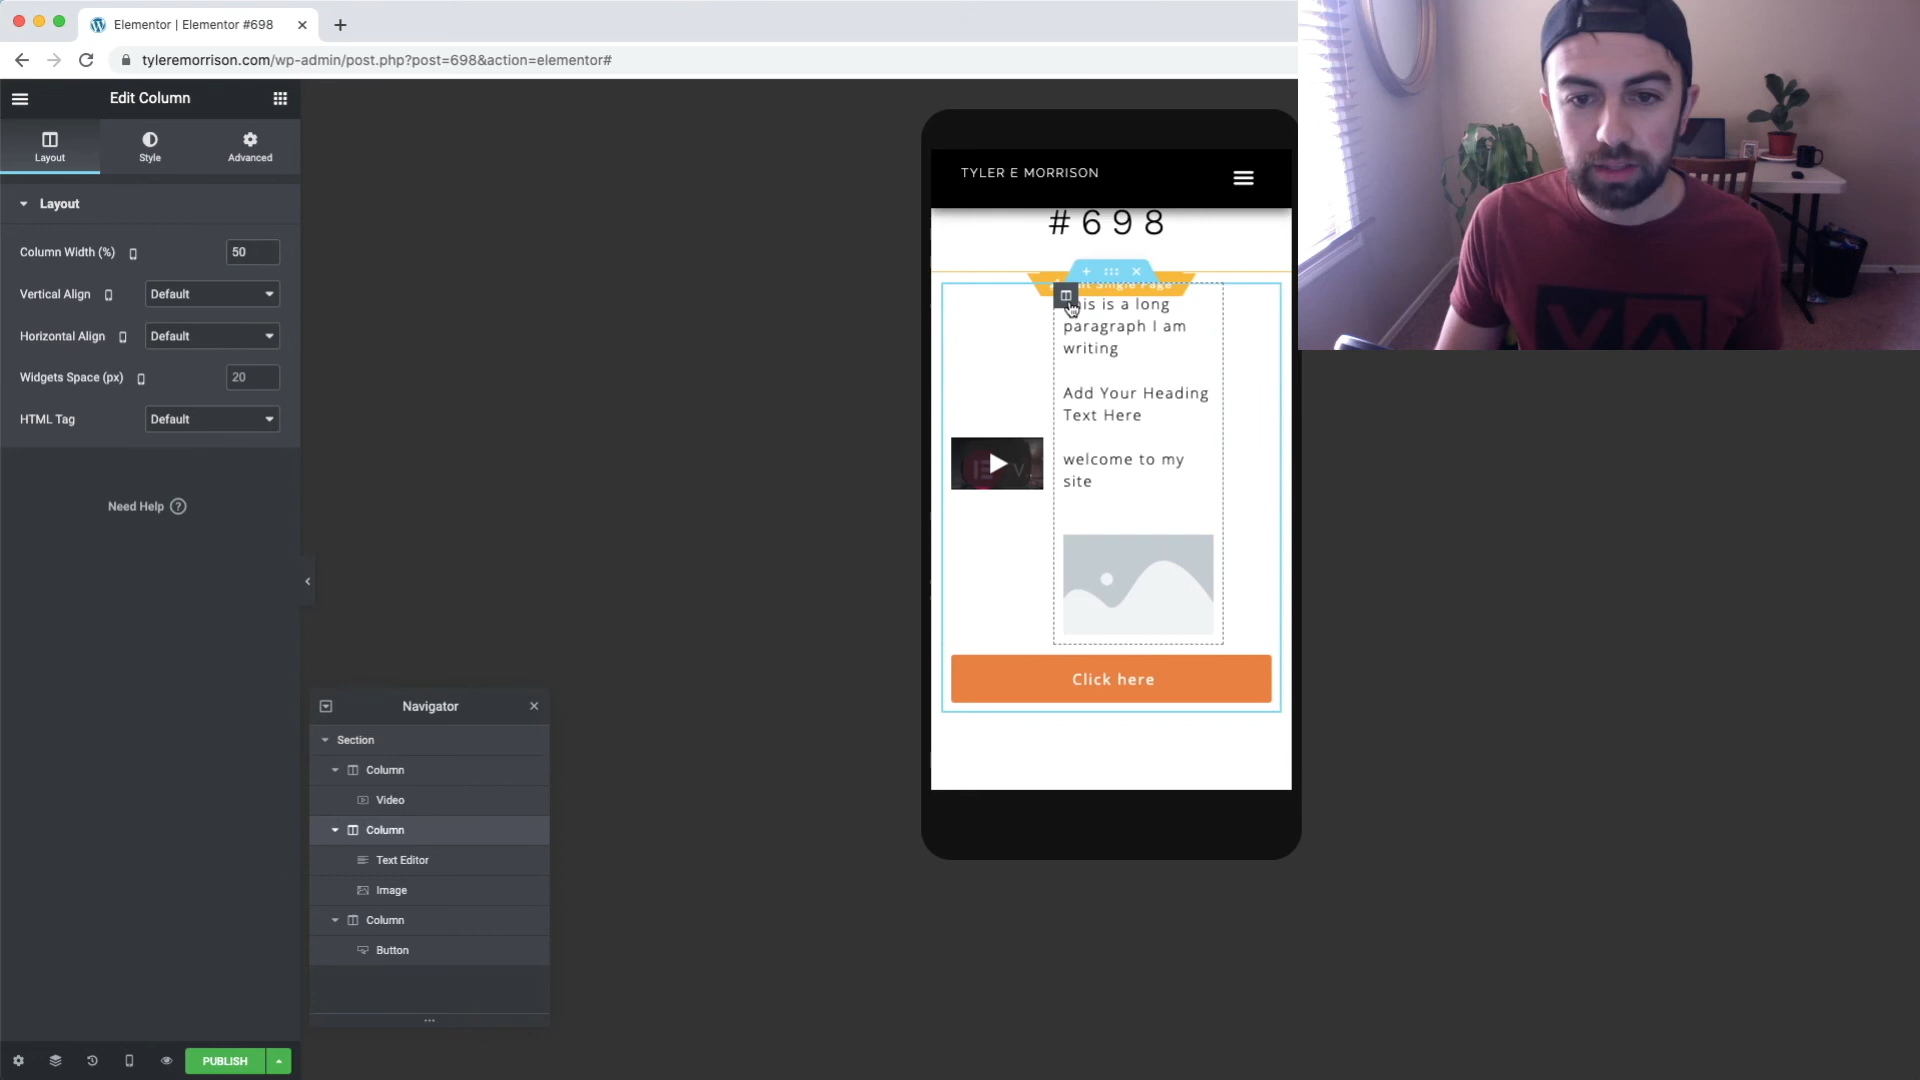 Elementor | Elementor #698
tyleremorrison.com/wp-admin/post.php?post=698&action=elementor#
Edit Column
Layout
Style
Advanced
Layout
Column Width (%)
50
Vertical Align
Default
Horizontal Align
Default
Widgets Space (px)
20
HTML Tag
Default
Need Help
TYLER E MORRISON
#698
Single Page
is is a long
paragraph I am
writing
Add Your Heading
Text Here
welcome to my
site
Click here
Navigator
Section
Column
Video
Column
Text Editor
Image
Column
Button
PUBLISH